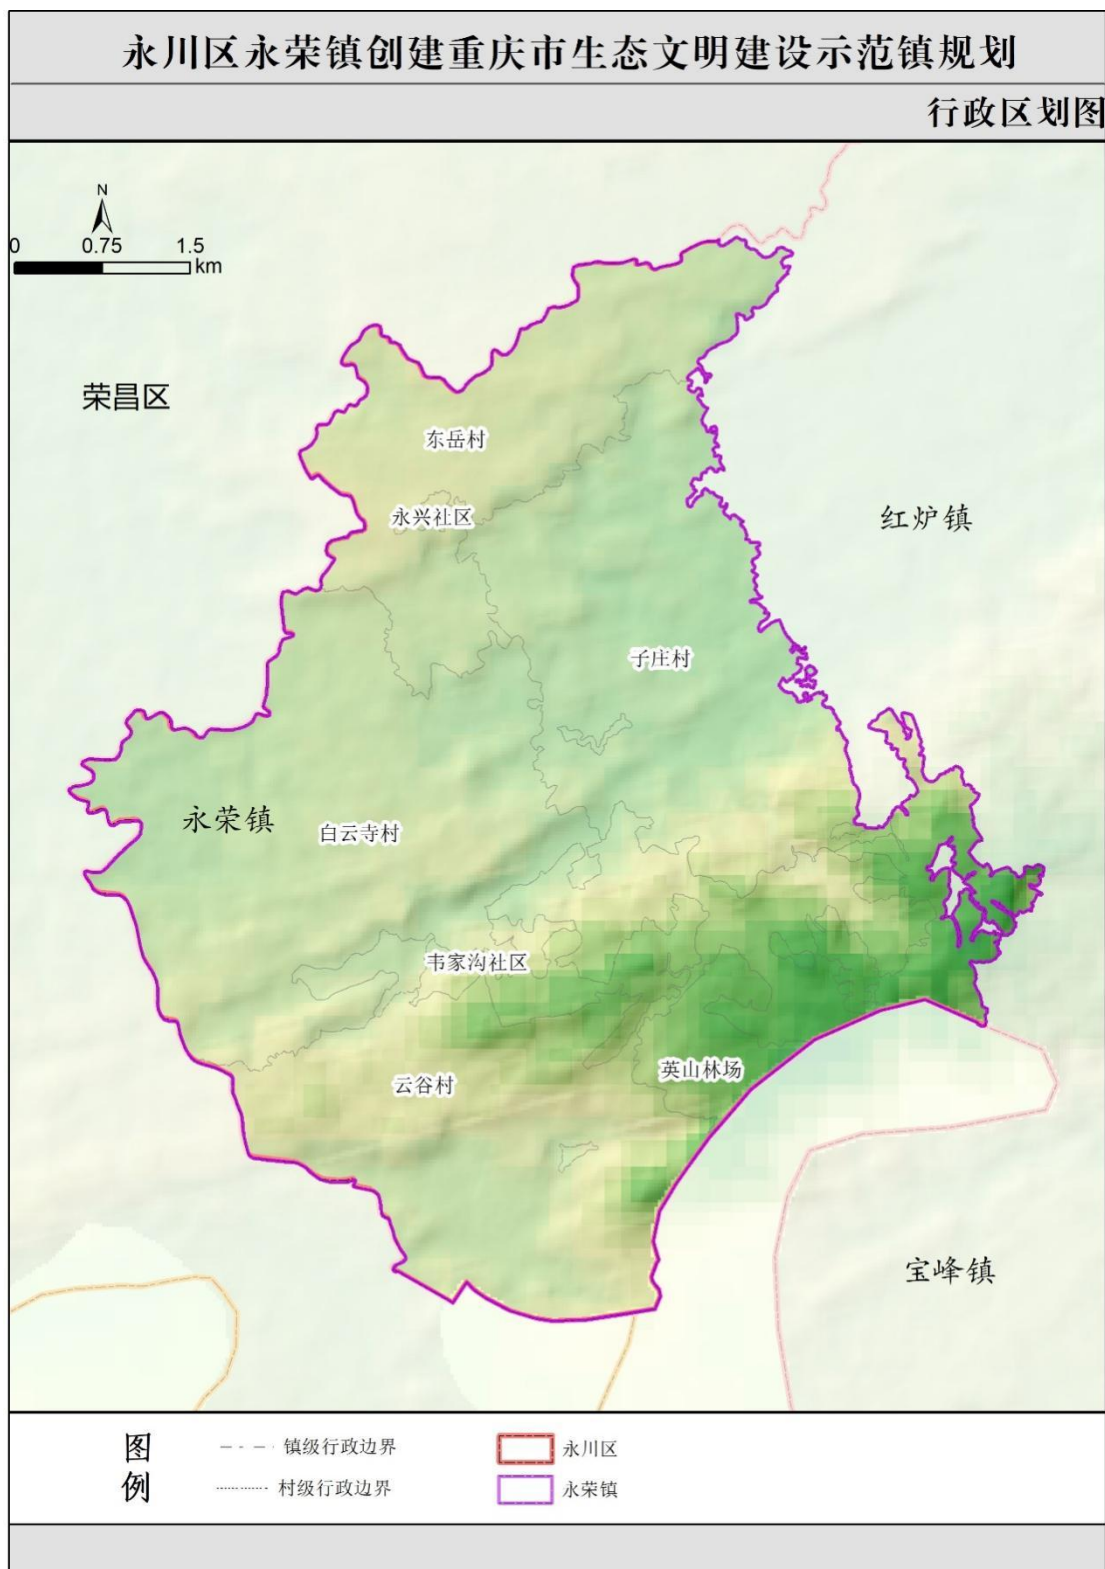 永川区永荣镇创建重庆市生态文明建设示范镇规划
行政区划图
N
0 0.75 1.5
km
荣昌区
东岳村
永兴社区
红炉镇
子庄村
永荣镇
白云寺村
韦家沟社区
云谷村
英山林场
宝峰镇
图例
镇级行政边界
永川区
村级行政边界
永荣镇